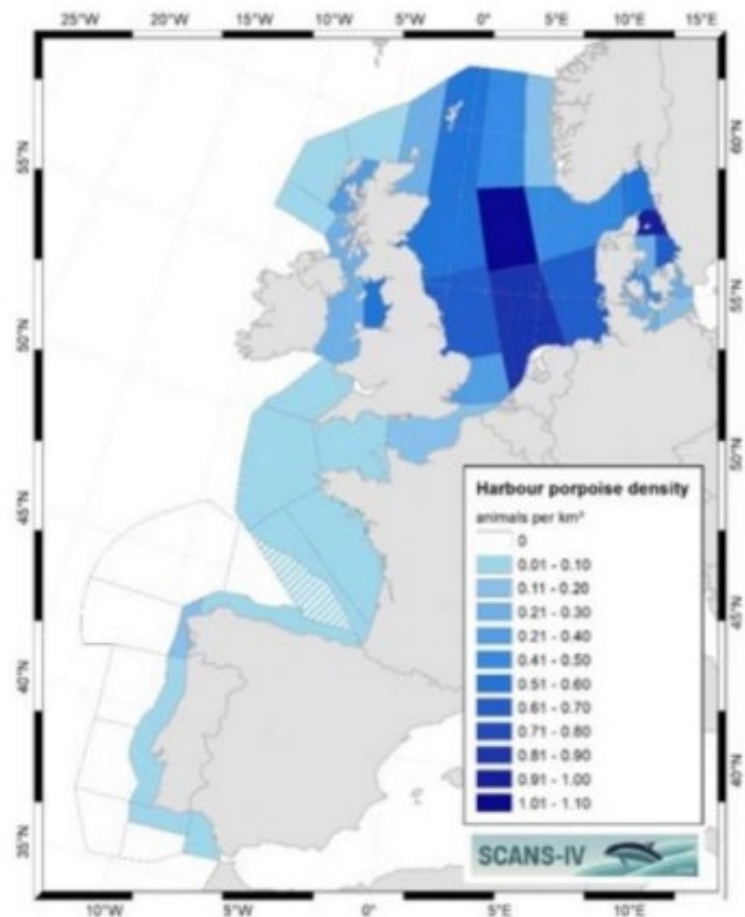 25°W 20°W 15°W 10°W 5°W 0° 5°E 10°E 15°E
55°N
50°N
45°N
40°N
35°N
60°N
55°N
50°N
45°N
40°N
Harbour porpoise density
animals per km²
0
0.01 - 0.10
0.11 - 0.20
0.21 - 0.30
0.21 - 0.40
0.41 - 0.50
0.51 - 0.60
0.61 - 0.70
0.71 - 0.80
0.81 - 0.90
0.91 - 1.00
1.01 - 1.10
SCANS-IV
10°W 5°W 0° 5°E 10°E